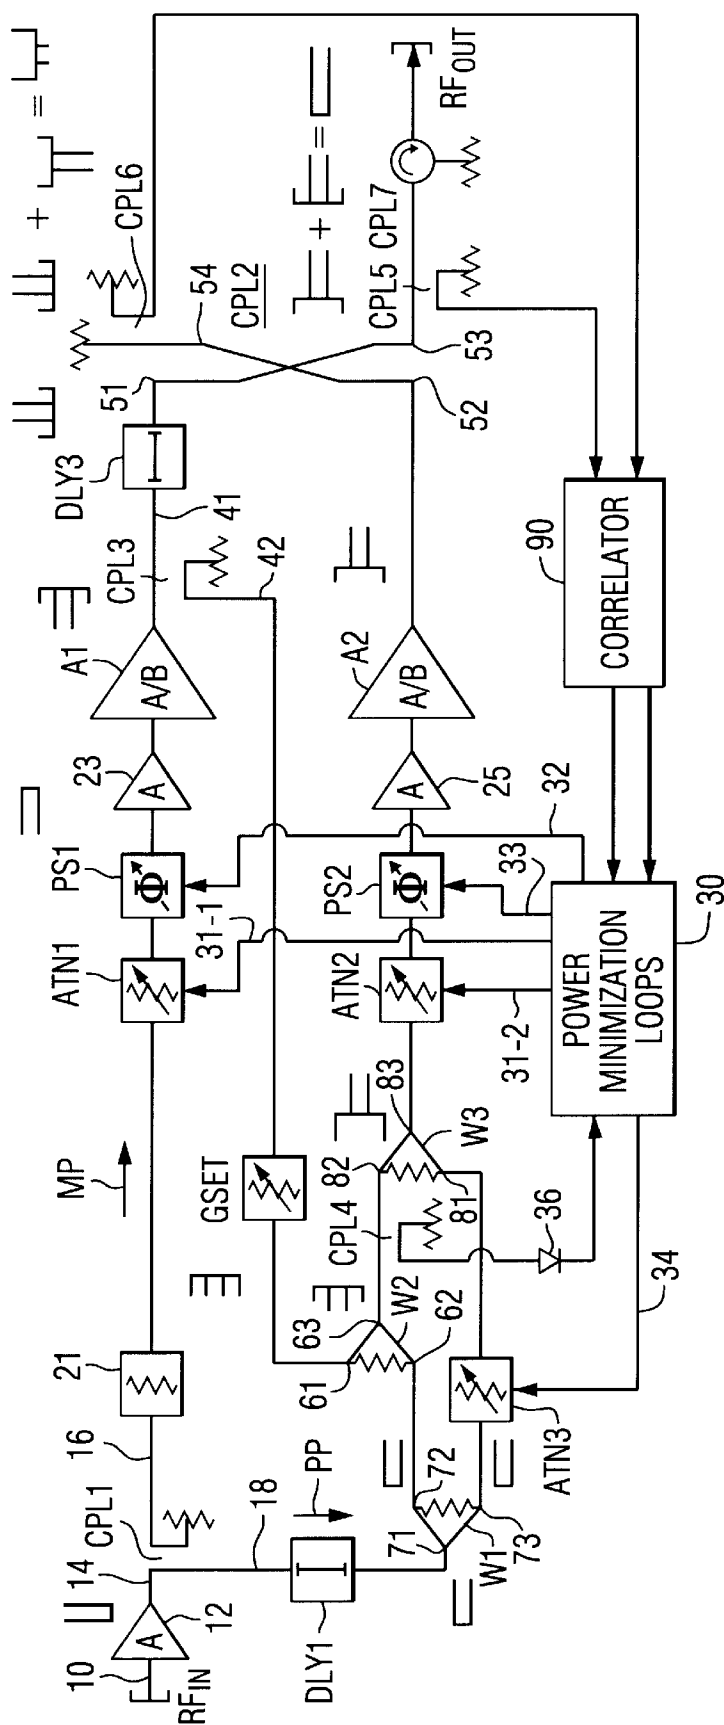 RFIN
10
12
A
14
CPL1
16
21
MP
ATN1
PS1
Φ
23
A
A1
A/B
CPL3
41
DLY3
51
54
CPL6
+
=
CPL2
18
DLY1
PP
GSET
31-1
42
+
=
CPL5
CPL7
RFOUT
71
72
W1
73
61
63
W2
62
CPL4
82
83
81
W3
ATN2
PS2
Φ
25
A
A2
A/B
52
53
ATN3
34
36
31-2
33
32
POWER
MINIMIZATION
LOOPS
30
90
CORRELATOR